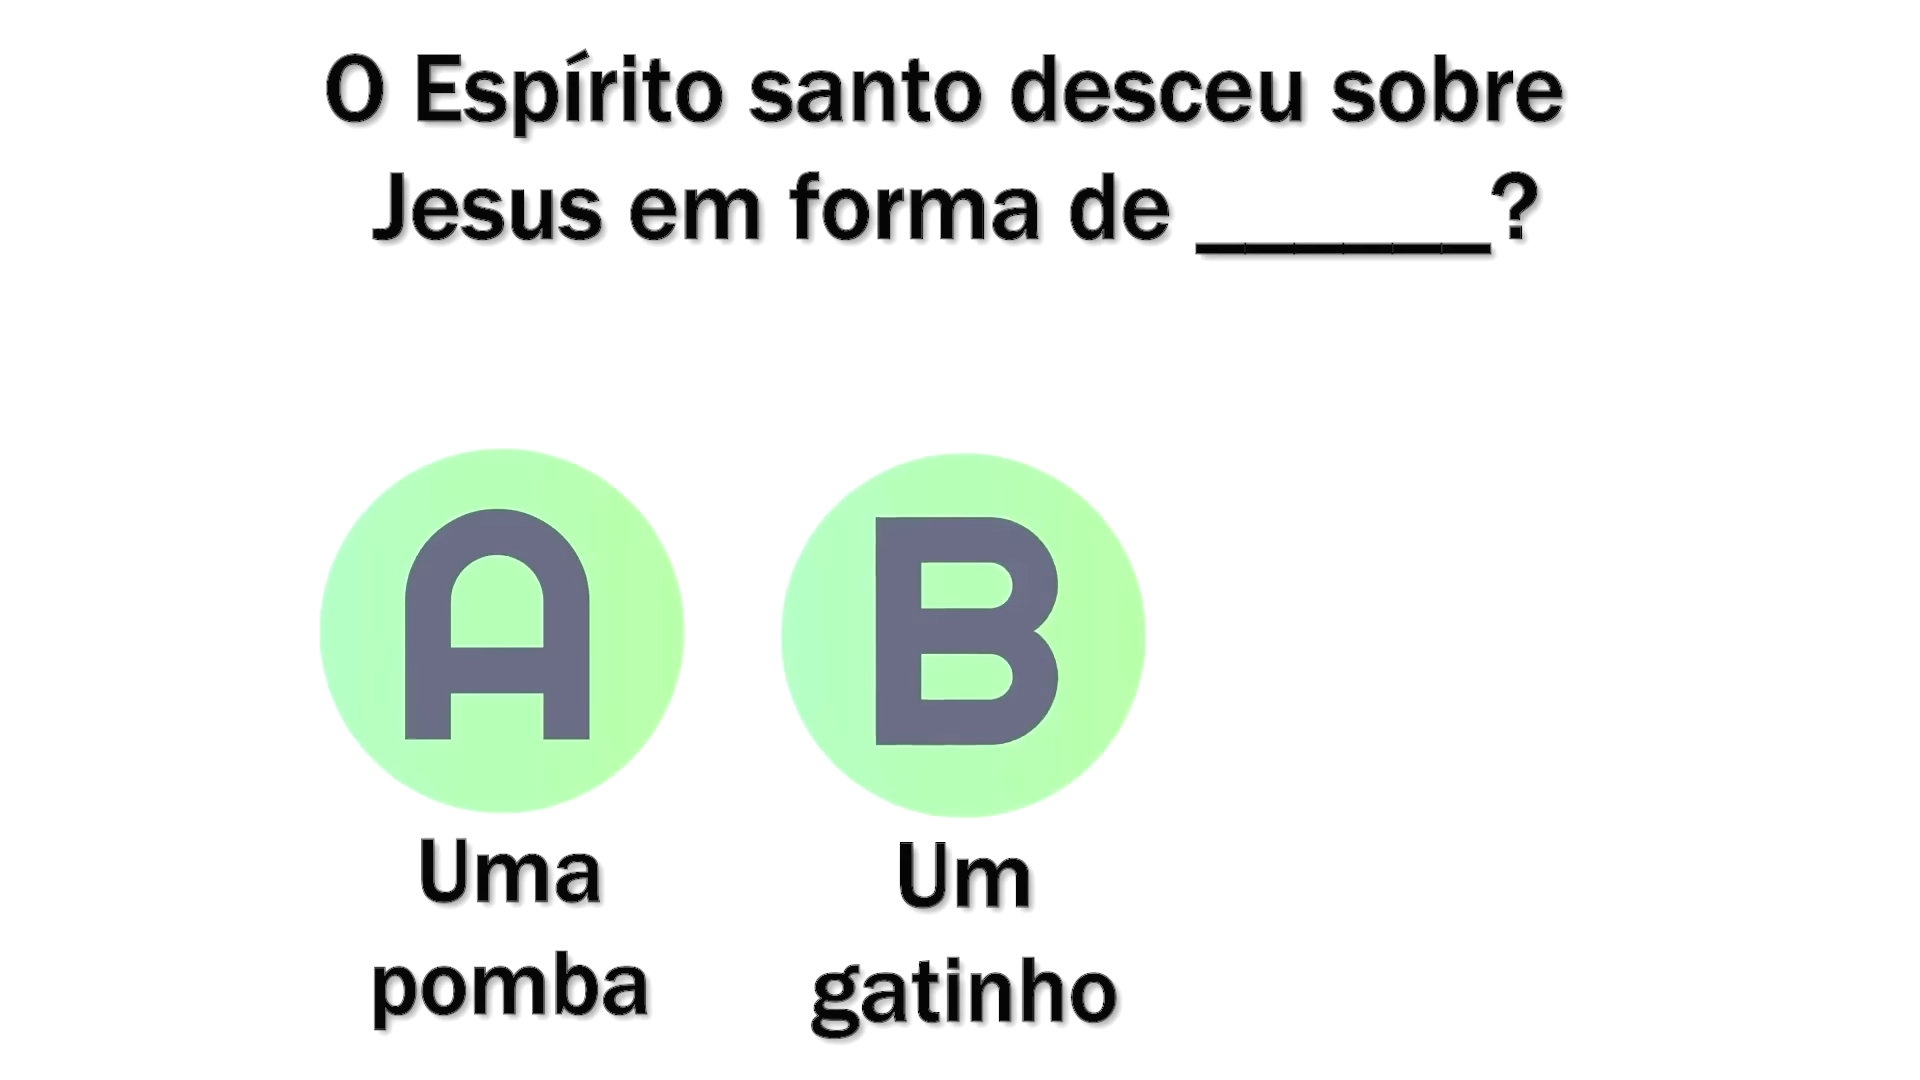 O Espírito santo desceu sobre
Jesus em forma de ______?
A
Uma
pomba
B
Um
gatinho